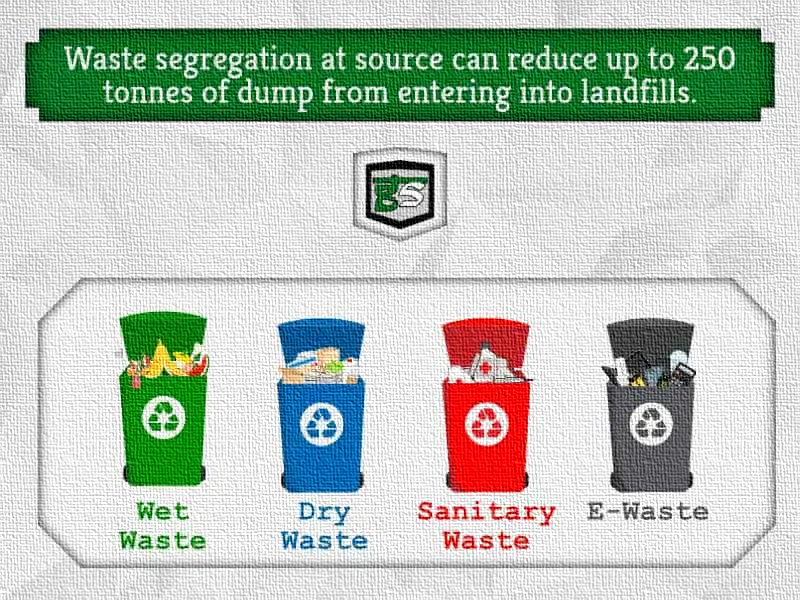 Waste segregation at source can reduce up to 250
tonnes of dump from entering into landfills.
gs
Wet
Waste
Dry
Waste
Sanitary
Waste
E-Waste